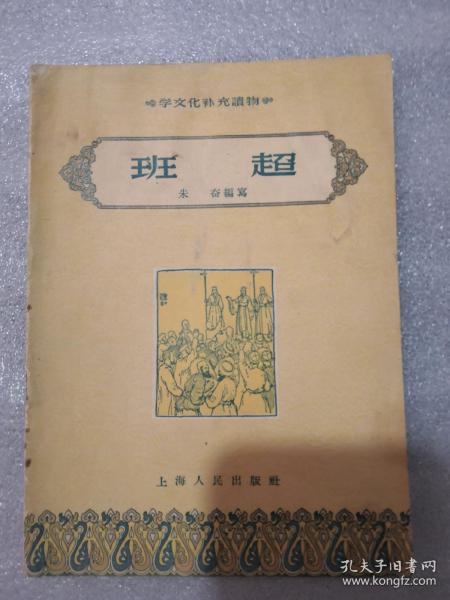 学文化补充讀物
班超
朱奋編寫
上海人民出版社
孔夫子旧书网
www.kongfz.com